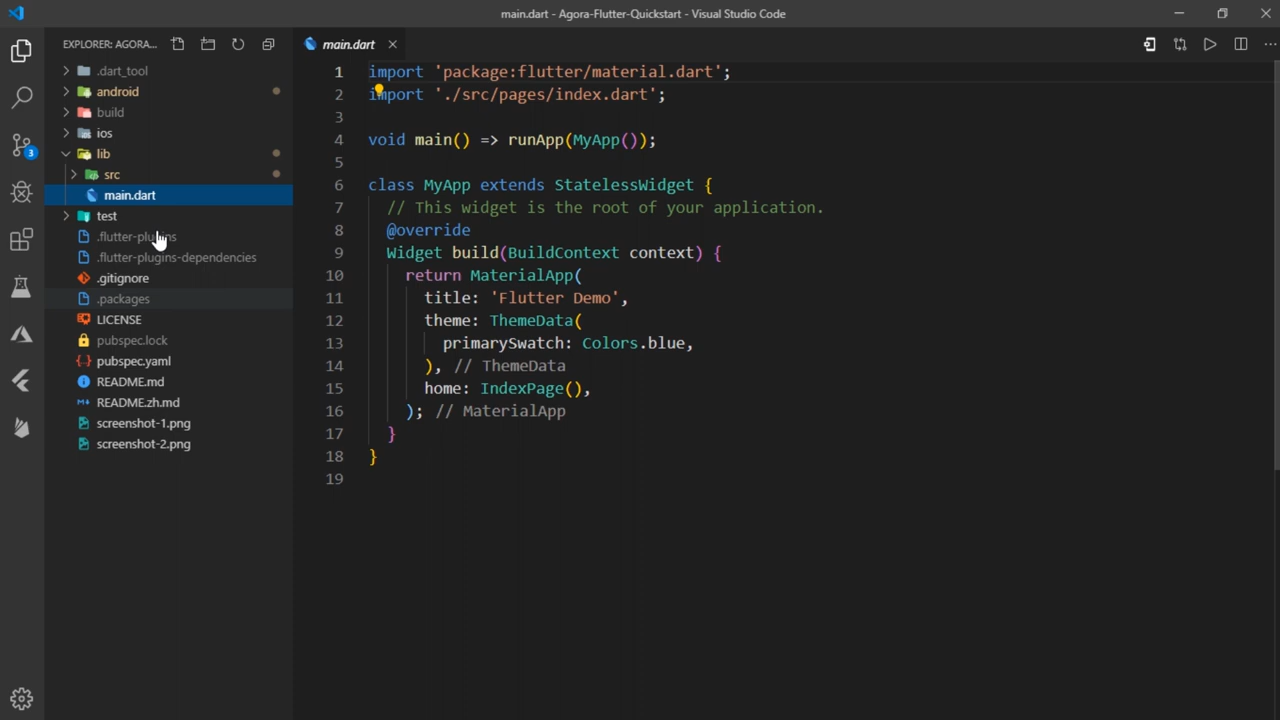 main.dart - Agora-Flutter-Quickstart - Visual Studio Code
EXPLORER: AGORA...
.dart_tool
android
build
ios
lib
src
main.dart
test
.flutter-plugins
.flutter-plugins-dependencies
.gitignore
.packages
LICENSE
pubspec.lock
pubspec.yaml
README.md
README.zh.md
screenshot-1.png
screenshot-2.png
3
main.dart
1 import 'package:flutter/material.dart';
2 import './src/pages/index.dart';
3
4 void main() => runApp(MyApp());
5
6 class MyApp extends StatelessWidget {
7 // This widget is the root of your application.
8 @override
9 Widget build(BuildContext context) {
10 return MaterialApp(
11 title: 'Flutter Demo',
12 theme: ThemeData(
13 primarySwatch: Colors.blue,
14 ), // ThemeData
15 home: IndexPage(),
16 ); // MaterialApp
17 }
18 }
19